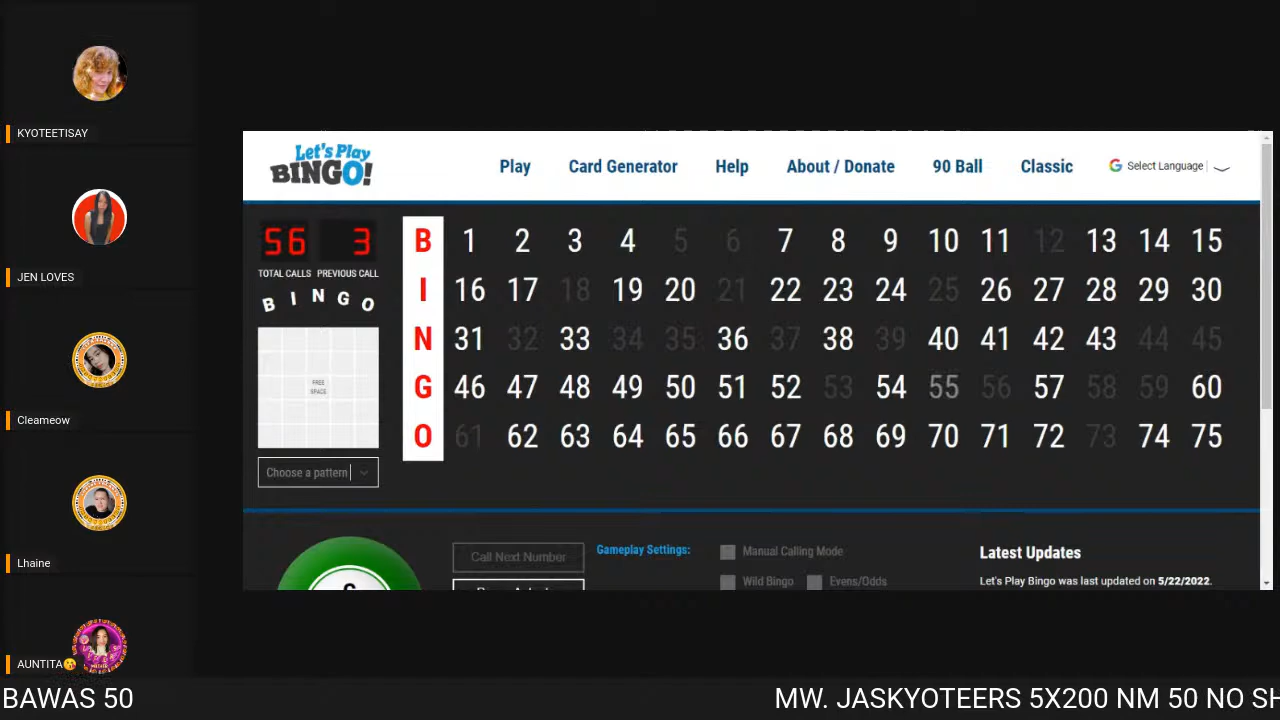 KYOTEETISAY
JEN LOVES
Cleameow
Lhaine
AUNTITA😘
Let's Play
BINGO!
Play Card Generator Help About / Donate 90 Ball Classic Select Language
56 3
TOTAL CALLS PREVIOUS CALL
B I N G O
FREE
SPACE
Choose a pattern
B 1 2 3 4 5 6 7 8 9 10 11 12 13 14 15
I 16 17 18 19 20 21 22 23 24 25 26 27 28 29 30
N 31 32 33 34 35 36 37 38 39 40 41 42 43 44 45
G 46 47 48 49 50 51 52 53 54 55 56 57 58 59 60
O 61 62 63 64 65 66 67 68 69 70 71 72 73 74 75
Call Next Number
Gameplay Settings:
Manual Calling Mode
Wild Bingo Evens/Odds
Latest Updates
Let's Play Bingo was last updated on 5/22/2022.
BAWAS 50 MW. JASKYOTEERS 5X200 NM 50 NO SH